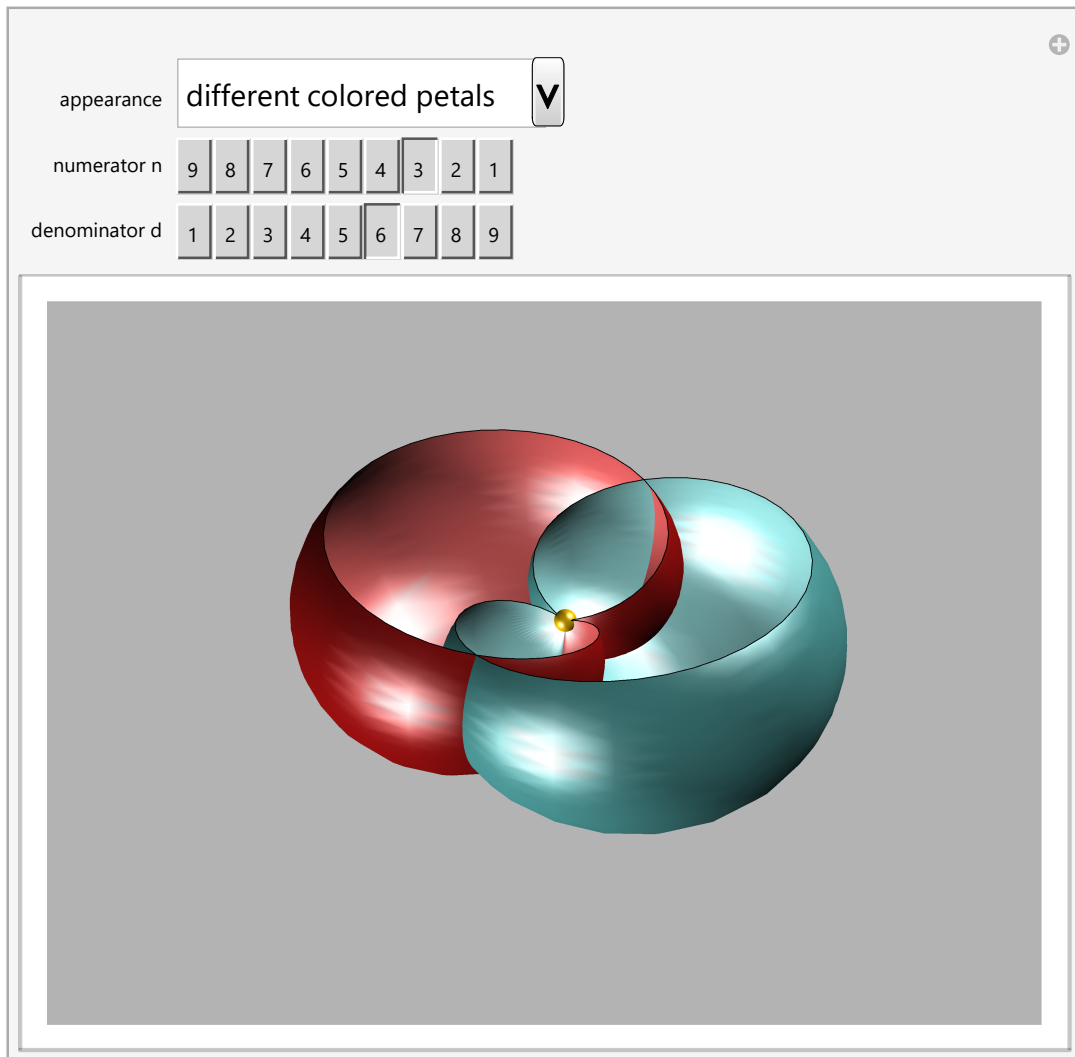 appearance different colored petals
numerator n 9 8 7 6 5 4 3 2 1
denominator d 1 2 3 4 5 6 7 8 9